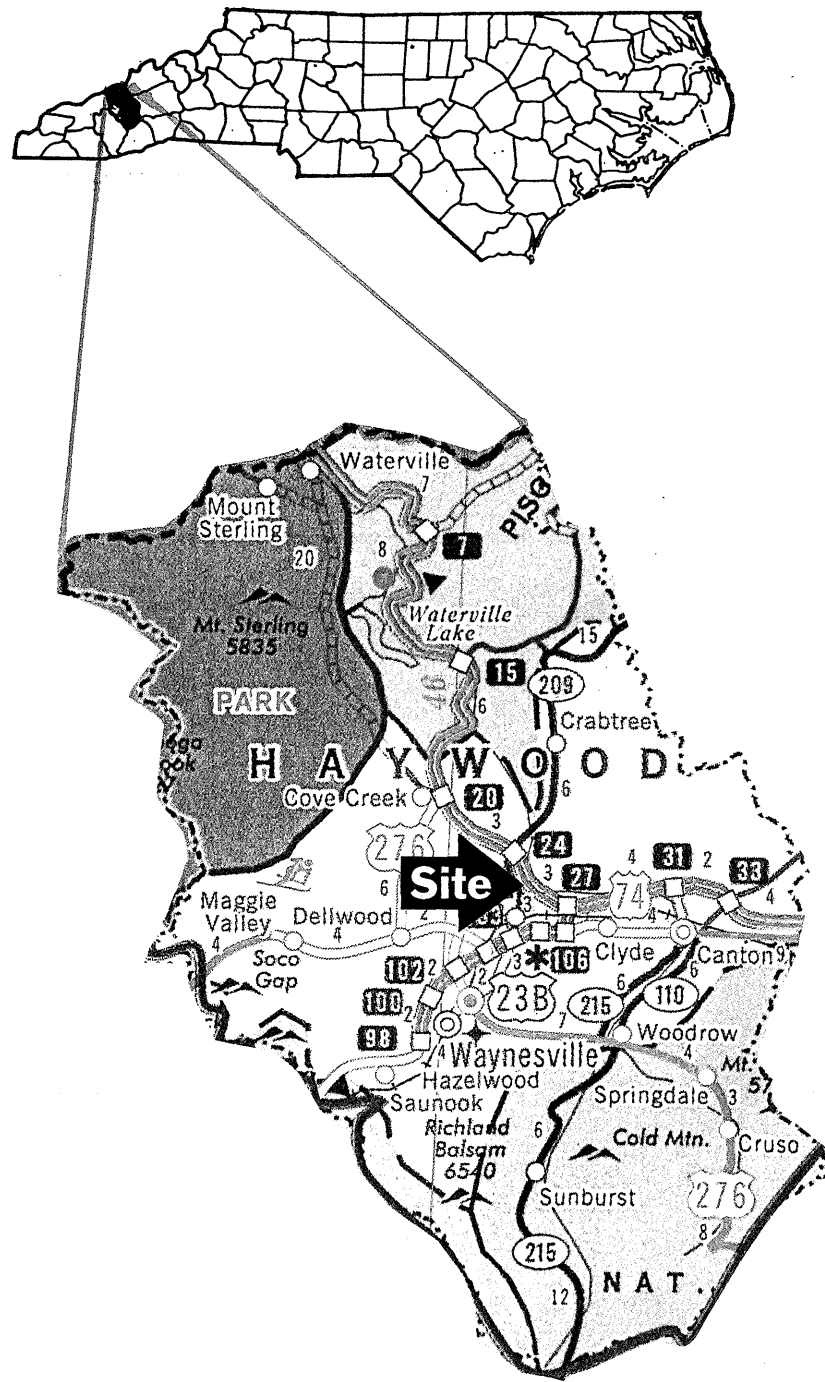 Waterville
7
Mount
Sterling
PISG
20
8
7
Mt. Sterling
5835
Waterville
Lake
15
15
PARK
46
6
209
Crabtree
HAYWOOD
Cove Creek
20
6
3
276
24
Site
3
27
4
31
2
33
74
6
Maggie
Valley
Dellwood
2
3
4
4
4
Soco
Gap
Clyde
Canton
9
102
2
2
3
*106
6
6
100
23B
215
110
2
98
7
Woodrow
4
Waynesville
4
Mt.
57
Hazelwood
Springdale
3
Saunook
Richland
Balsam
6540
6
Cold Mtn.
Cruso
Sunburst
276
8
215
NAT.
12